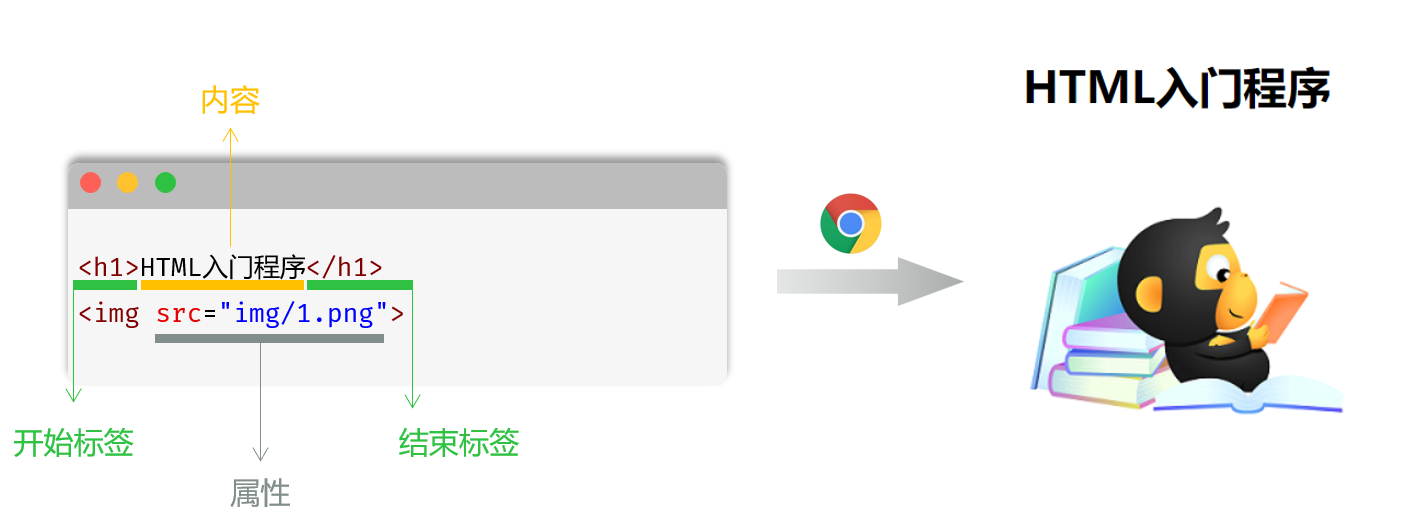 内容
<h1>HTML入门程序</h1>
<img src="img/1.png">
开始标签
结束标签
属性
HTML入门程序